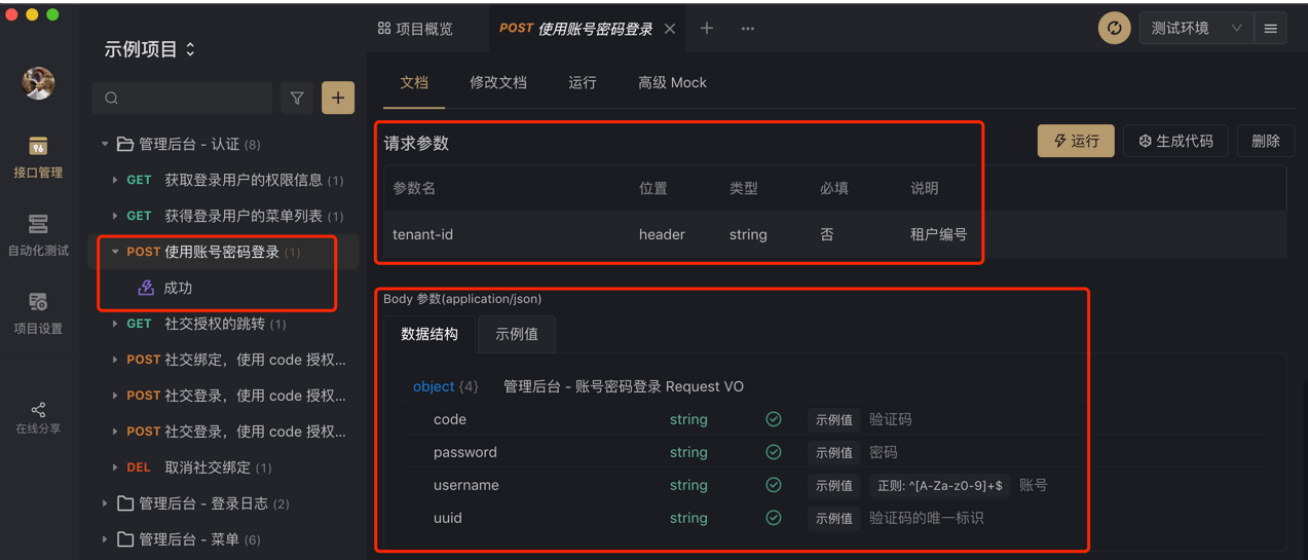 项目概览
POST 使用账号密码登录
测试环境
示例项目
文档 修改文档 运行 高级 Mock
接口管理
自动化测试
项目设置
在线分享
管理后台 - 认证 (8)
GET 获取登录用户的权限信息 (1)
GET 获得登录用户的菜单列表 (1)
POST 使用账号密码登录 (1)
成功
GET 社交授权的跳转 (1)
POST 社交绑定，使用 code 授权...
POST 社交登录，使用 code 授权...
POST 社交登录，使用 code 授权...
DEL 取消社交绑定 (1)
管理后台 - 登录日志 (2)
管理后台 - 菜单 (6)
请求参数
运行 生成代码 删除
参数名 位置 类型 必填 说明
tenant-id header string 否 租户编号
Body 参数(application/json)
数据结构 示例值
object {4} 管理后台 - 账号密码登录 Request VO
code string 示例值 验证码
password string 示例值 密码
username string 示例值 正则: ^[A-Za-z0-9]+$ 账号
uuid string 示例值 验证码的唯一标识